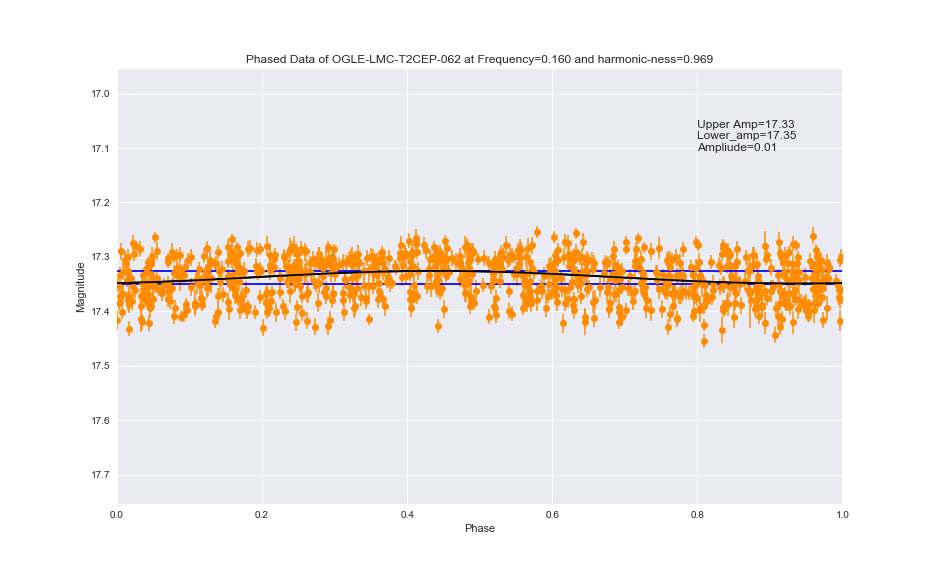 Phased Data of OGLE-LMC-T2CEP-062 at Frequency=0.160 and harmonic-ness=0.969
17.0
17.1
17.2
17.3
17.4
17.5
17.6
17.7
Magnitude
Upper Amp=17.33
Lower_amp=17.35
Ampliude=0.01
0.0
0.2
0.4
0.6
0.8
1.0
Phase